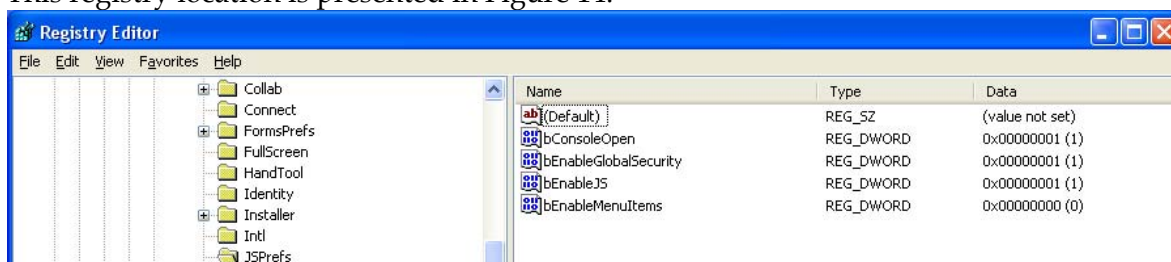 This registry location is presented in Figure 11.
Registry Editor
File Edit View Favorites Help
Collab
Connect
FormsPrefs
FullScreen
HandTool
Identity
Installer
Intl
JSPrefs
Name Type Data
(Default) REG_SZ (value not set)
bConsoleOpen REG_DWORD 0x00000001 (1)
bEnableGlobalSecurity REG_DWORD 0x00000001 (1)
bEnableJS REG_DWORD 0x00000001 (1)
bEnableMenuItems REG_DWORD 0x00000000 (0)